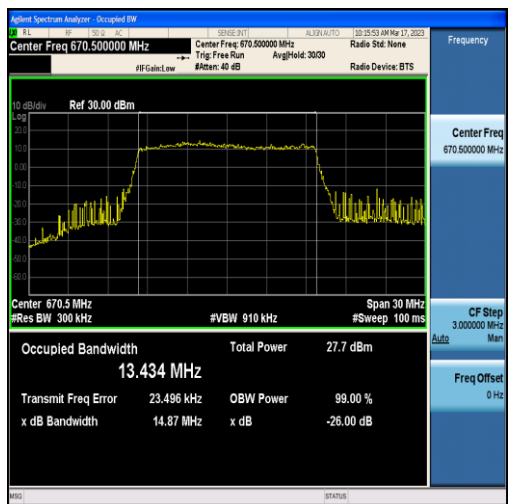 Agilent Spectrum Analyzer - Occupied BW
RL RF 50 Ω AC SENSE:INT ALIGN AUTO 10:15:53 AM Mar 17, 2023
Center Freq 670.500000 MHz
Center Freq: 670.500000 MHz
Radio Std: None
Trig: Free Run Avg|Hold: 30/30
#IFGain:Low
#Atten: 40 dB
Radio Device: BTS
Frequency
10 dB/div Ref 30.00 dBm
Log
20.0
10.0
0.00
-10.0
-20.0
-30.0
-40.0
-50.0
-60.0
Center 670.5 MHz Span 30 MHz
#Res BW 300 kHz #VBW 910 kHz #Sweep 100 ms
Occupied Bandwidth Total Power 27.7 dBm
13.434 MHz
Transmit Freq Error 23.496 kHz OBW Power 99.00 %
x dB Bandwidth 14.87 MHz x dB -26.00 dB
Center Freq
670.500000 MHz
CF Step
3.000000 MHz
Auto Man
Freq Offset
0 Hz
MSG STATUS